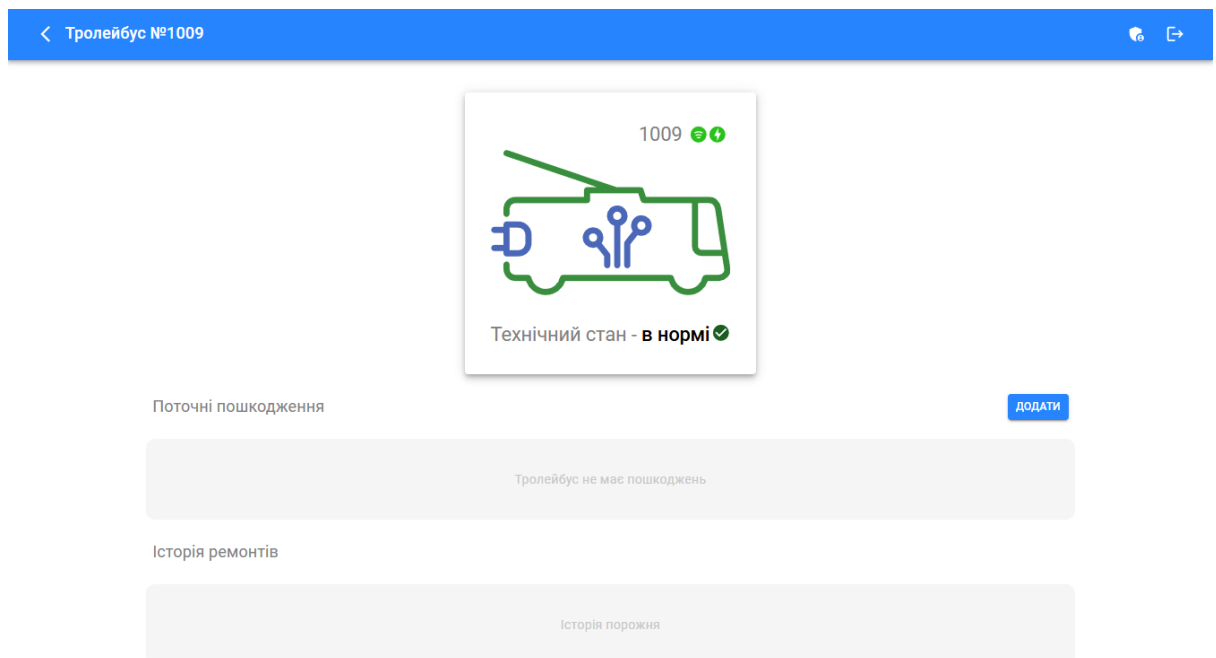 Тролейбус №1009
1009
Технічний стан - в нормі
Поточні пошкодження
ДОДАТИ
Тролейбус не має пошкоджень
Історія ремонтів
Історія порожня